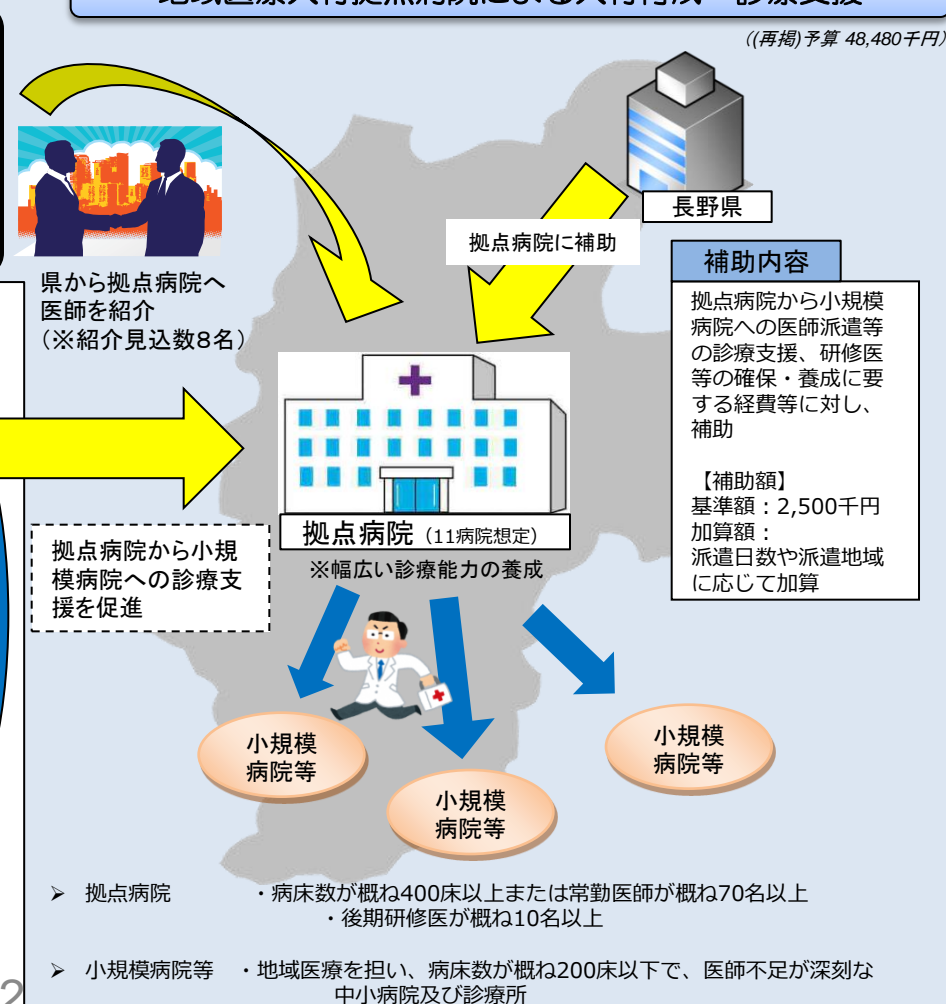 ((再掲)予算 48,480千円)
長野県
拠点病院に補助
県から拠点病院へ
医師を紹介
(※紹介見込数8名)
補助内容
拠点病院から小規模
病院への医師派遣等
の診療支援、研修医
等の確保・養成に要
する経費等に対し、
補助
【補助額】
基準額：2,500千円
加算額：
派遣日数や派遣地域
に応じて加算
拠点病院（11病院想定）
※幅広い診療能力の養成
拠点病院から小規
模病院への診療支
援を促進
小規模
病院等
小規模
病院等
小規模
病院等
➢ 拠点病院 ・病床数が概ね400床以上または常勤医師が概ね70名以上
・後期研修医が概ね10名以上
➢ 小規模病院等 ・地域医療を担い、病床数が概ね200床以下で、医師不足が深刻な
中小病院及び診療所
2